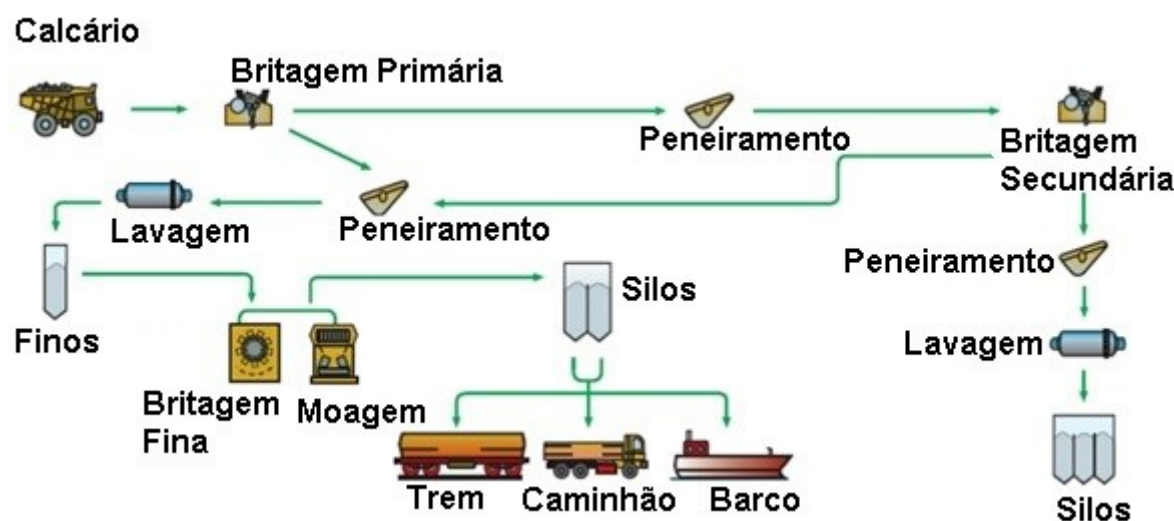 Calcário
Britagem Primária
Peneiramento
Britagem
Secundária
Lavagem
Peneiramento
Peneiramento
Silos
Finos
Lavagem
Britagem
Fina
Moagem
Trem
Caminhão
Barco
Silos